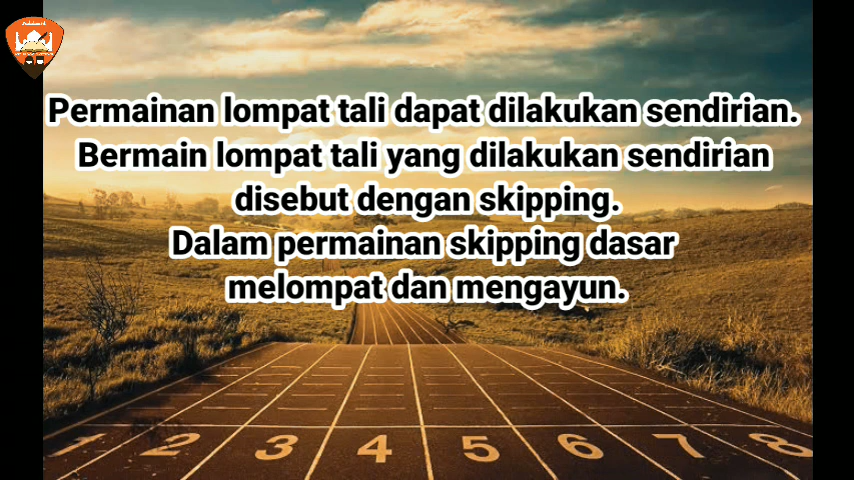 Permainan lompat tali dapat dilakukan sendirian.
Bermain lompat tali yang dilakukan sendirian
disebut dengan skipping.
Dalam permainan skipping dasar
melompat dan mengayun.
1 2 3 4 5 6 7 8